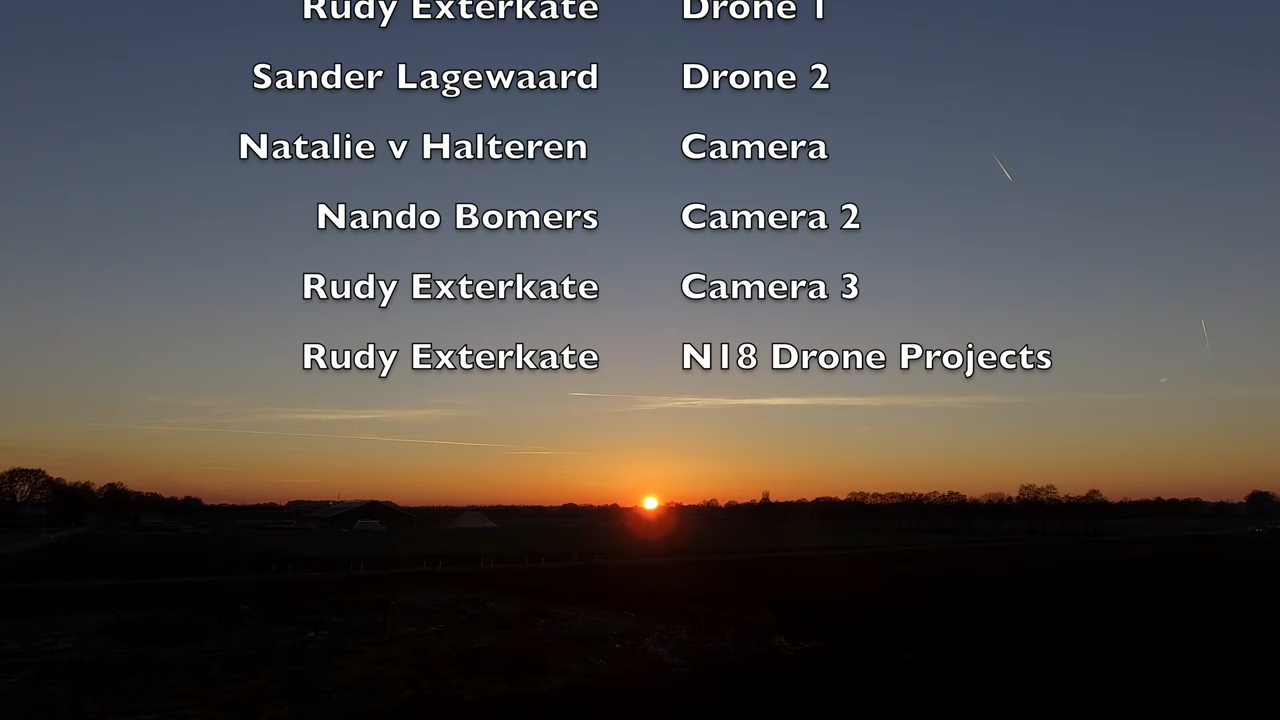 Rudy Exterkate Drone 1
Sander Lagewaard Drone 2
Natalie v Halteren Camera
Nando Bomers Camera 2
Rudy Exterkate Camera 3
Rudy Exterkate N18 Drone Projects